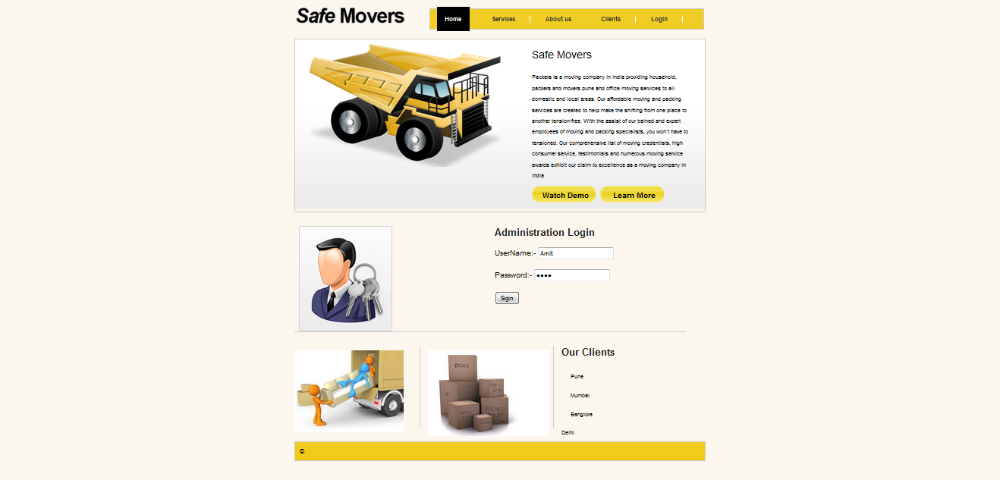 Safe Movers
Home Services About us Clients Login
Safe Movers
Packers is a moving company in India providing household,
packers and movers pune and office moving services to all
domestic and local areas. Our affordable moving and packing
services are created to help make the shifting from one place to
another tension-free. With the assist of our trained and expert
employees of moving and packing specialists, you won't have to
tensioned. Our comprehensive list of moving credentials, high
consumer service, testimonials and numerous moving service
awards exhibit our claim to excellence as a moving company in
India
Watch Demo Learn More
Administration Login
UserName:- Amit
Password:- ••••
Sigin
BOOKS
KITCHEN
Our Clients
Pune
Mumbai
Banglore
Delhi
©